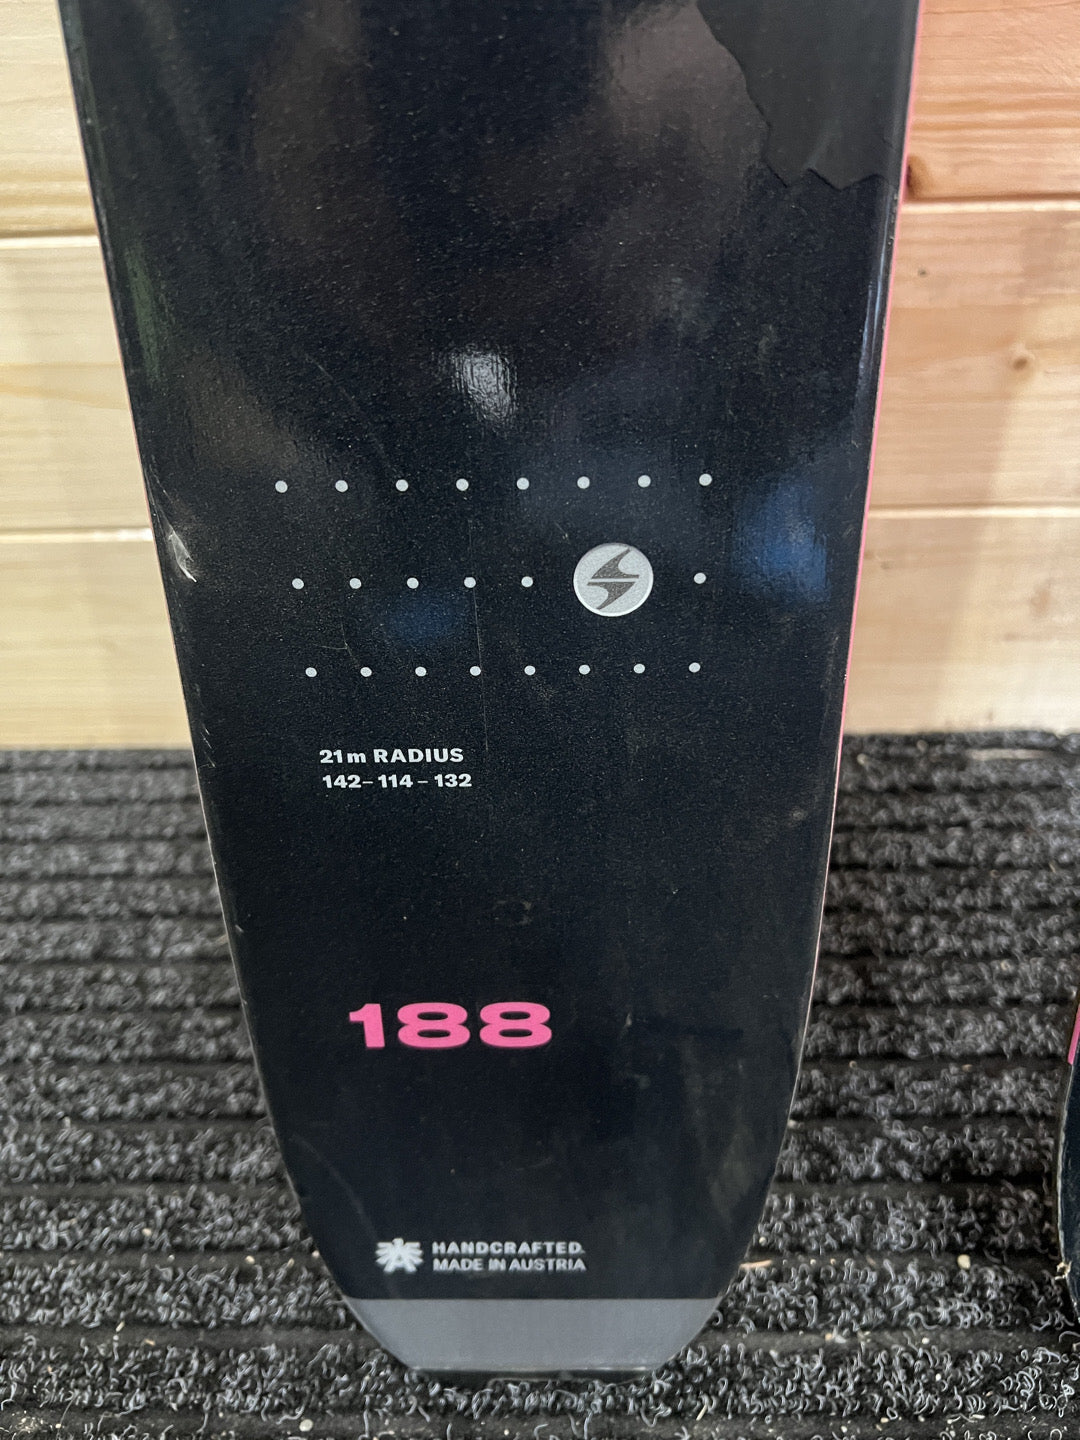 21m RADIUS
142-114-132
188
HANDCRAFTED.
MADE IN AUSTRIA